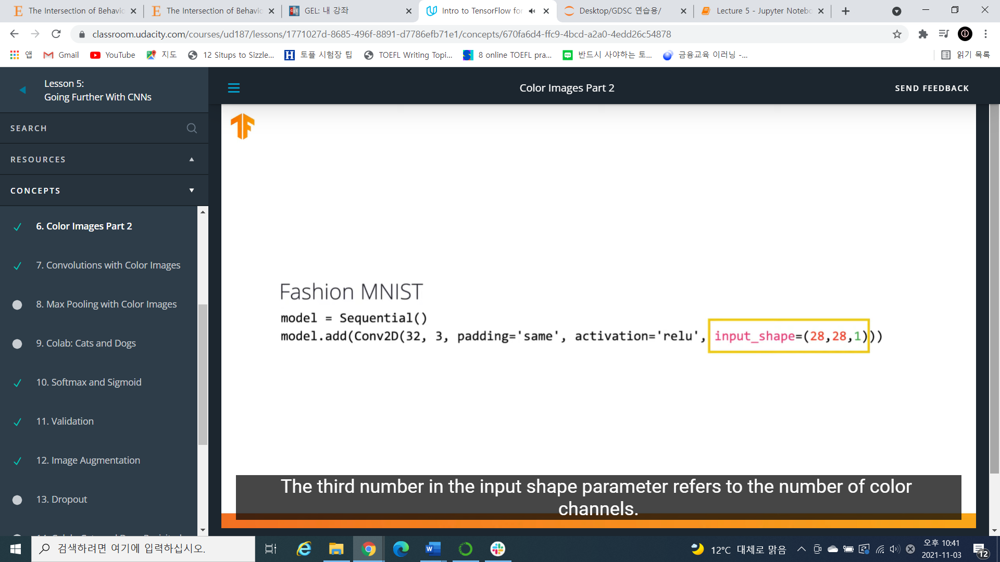 The Intersection of Behavio
The Intersection of Behavio
GEL: 내 강좌
Intro to TensorFlow for
Desktop/GDSC 연습용/
Lecture 5 - Jupyter Notebo
classroom.udacity.com/courses/ud187/lessons/1771027d-8685-496f-8891-d7786efb71e1/concepts/670fa6d4-ffc9-4bcd-a2a0-4edd26c54878
앱
Gmail
YouTube
지도
12 Situps to Sizzle...
토플 시험장 팁
TOEFL Writing Topi...
8 online TOEFL pra...
반드시 사야하는 토...
금융교육 이러닝 -...
읽기 목록
Lesson 5:
Going Further With CNNs
Color Images Part 2
SEND FEEDBACK
SEARCH
RESOURCES
CONCEPTS
6. Color Images Part 2
7. Convolutions with Color Images
8. Max Pooling with Color Images
9. Colab: Cats and Dogs
10. Softmax and Sigmoid
11. Validation
12. Image Augmentation
13. Dropout
Fashion MNIST
model = Sequential()
model.add(Conv2D(32, 3, padding='same', activation='relu', input_shape=(28,28,1)))
The third number in the input shape parameter refers to the number of color
channels.
검색하려면 여기에 입력하십시오.
12°C 대체로 맑음
오후 10:41
2021-11-03
12